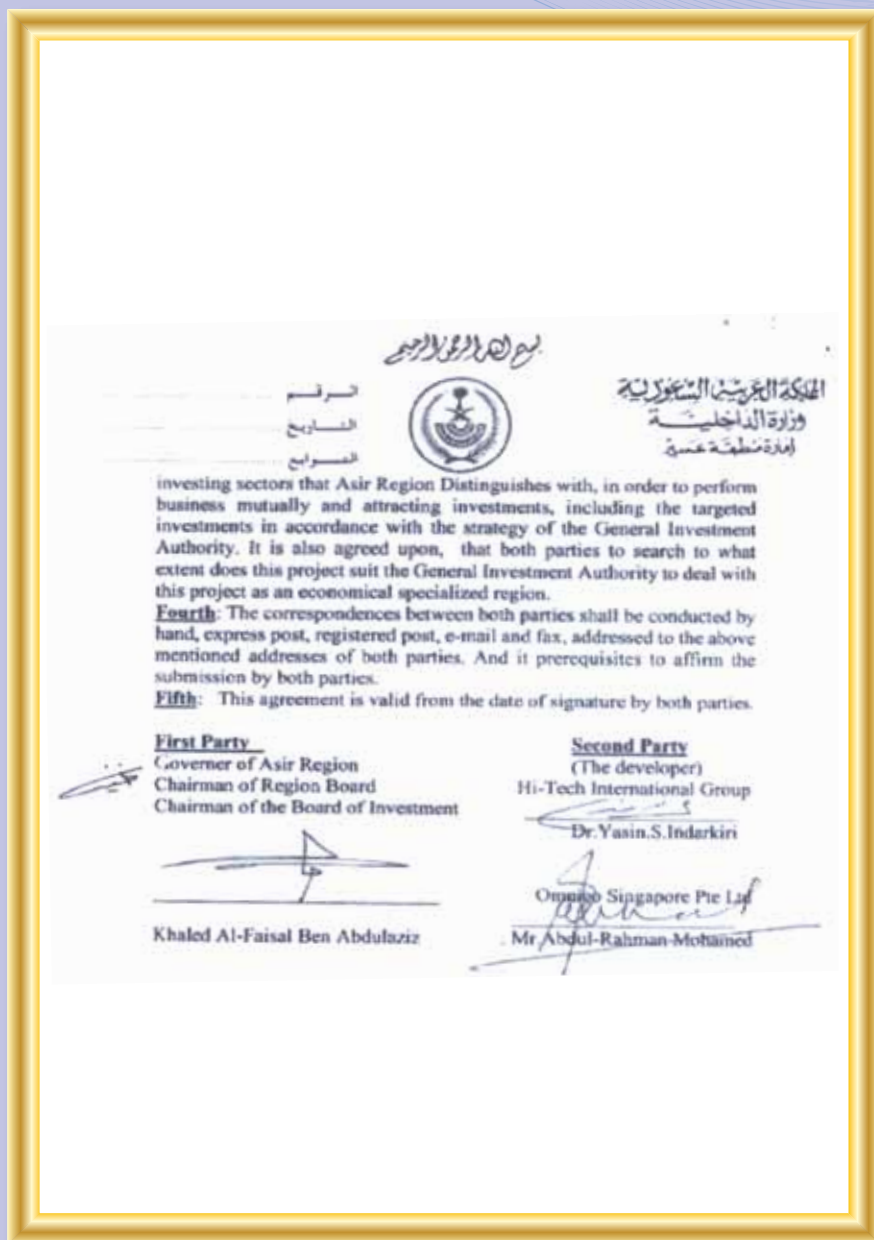 بسم الله الرحمن الرحيم
المملكة العربية السعودية
وزارة الداخلية
إمارة منطقة عسير
الرقم
التاريخ
التوابع
investing sectors that Asir Region Distinguishes with, in order to perform
business mutually and attracting investments, including the targeted
investments in accordance with the strategy of the General Investment
Authority. It is also agreed upon, that both parties to search to what
extent does this project suit the General Investment Authority to deal with
this project as an economical specialized region.
Fourth: The correspondences between both parties shall be conducted by
hand, express post, registered post, e-mail and fax, addressed to the above
mentioned addresses of both parties. And it prerequisites to affirm the
submission by both parties.
Fifth: This agreement is valid from the date of signature by both parties.
First Party
Governer of Asir Region
Chairman of Region Board
Chairman of the Board of Investment
Khaled Al-Faisal Ben Abdulaziz
Second Party
(The developer)
Hi-Tech International Group
Dr.Yasin.S.Indarkiri
Singapore Pte Ltd
Mr Abdul-Rahman Mohamed